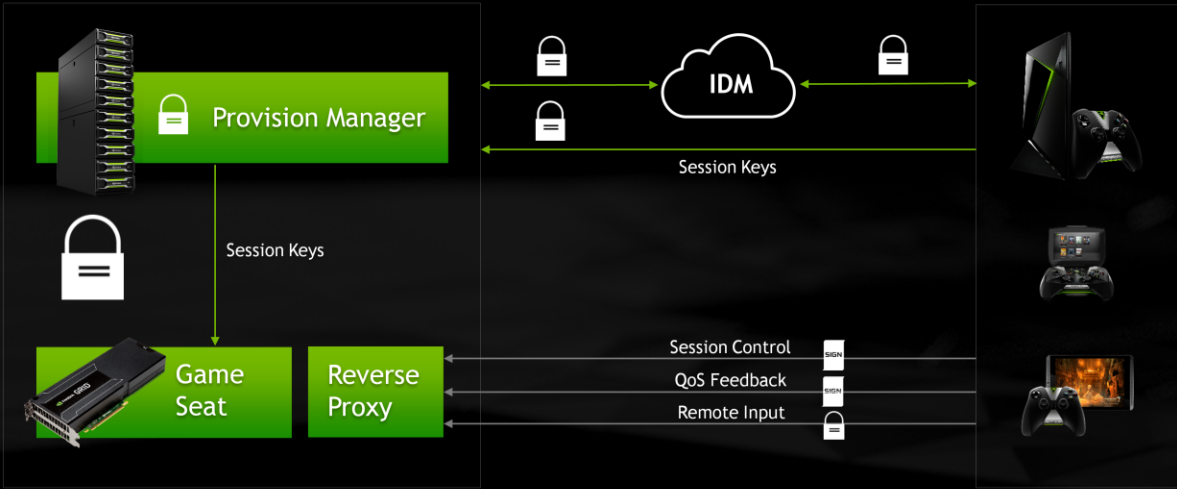 IDM
Provision Manager
Session Keys
Session Keys
Session Control
SIGN
QoS Feedback
SIGN
Remote Input
Game
Seat
Reverse
Proxy
GRID